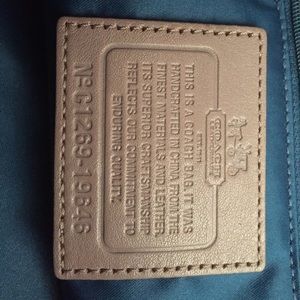 COACH
EST. 1941
THIS IS A COACH BAG. IT WAS
HANDCRAFTED IN CHINA FROM THE
FINEST MATERIALS AND LEATHER.
ITS SUPERIOR CRAFTSMANSHIP
REFLECTS OUR COMMITMENT TO
ENDURING QUALITY.
Nº C1269-19646